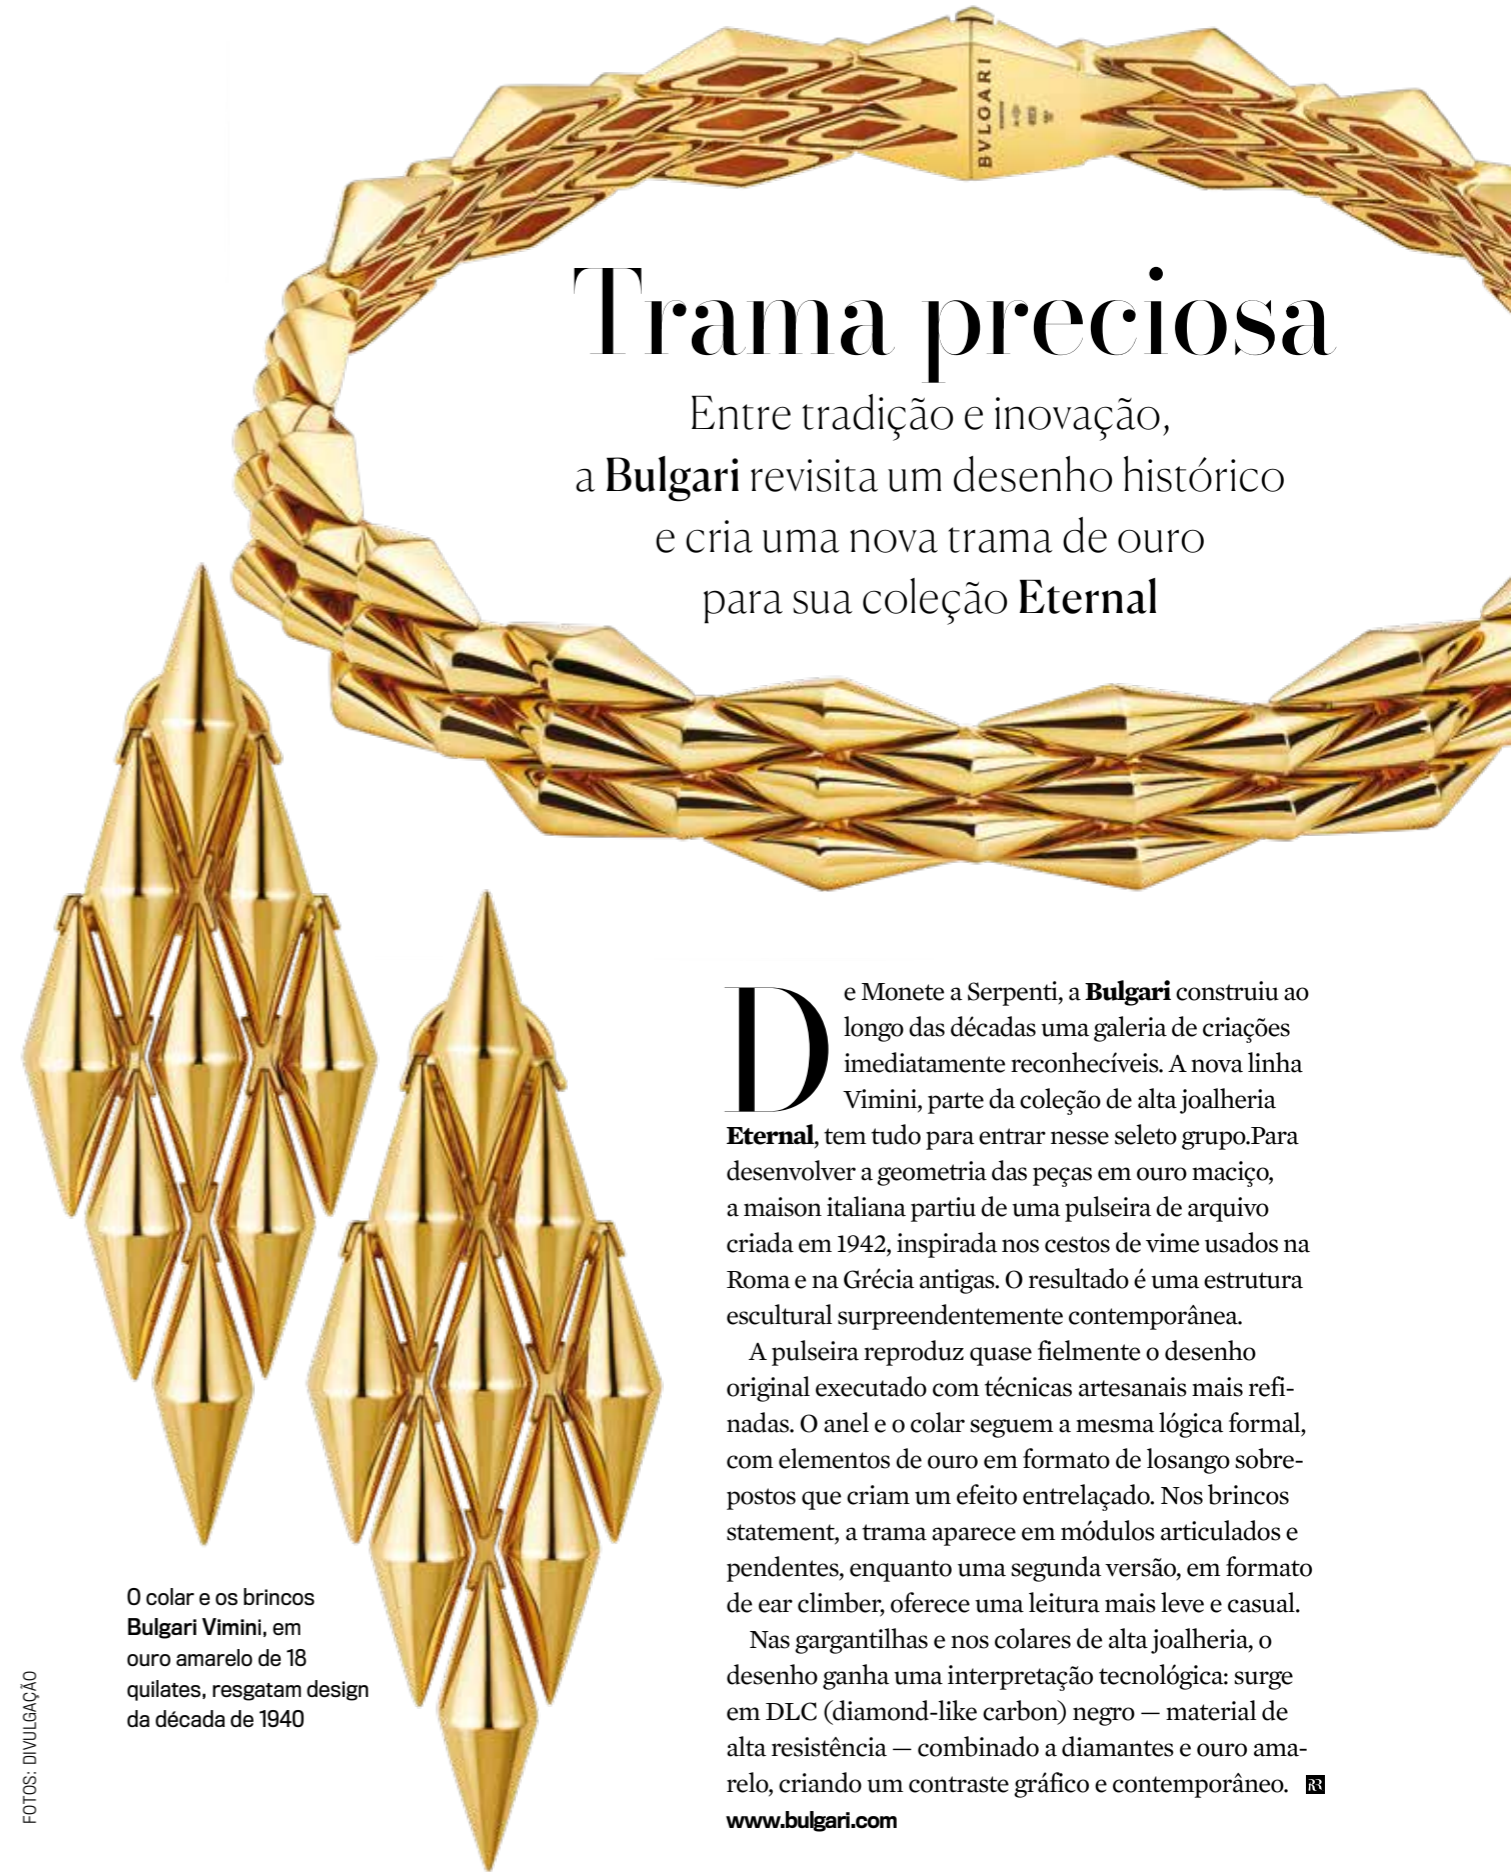 BVLGARI
Trama preciosa
Entre tradição e inovação,
a Bulgari revisita um desenho histórico
e cria uma nova trama de ouro
para sua coleção Eternal
De Monete a Serpenti, a Bulgari construiu ao
longo das décadas uma galeria de criações
imediatamente reconhecíveis. A nova linha
Vimini, parte da coleção de alta joalheria
Eternal, tem tudo para entrar nesse seleto grupo.Para
desenvolver a geometria das peças em ouro maciço,
a maison italiana partiu de uma pulseira de arquivo
criada em 1942, inspirada nos cestos de vime usados na
Roma e na Grécia antigas. O resultado é uma estrutura
escultural surpreendentemente contemporânea.
A pulseira reproduz quase fielmente o desenho
original executado com técnicas artesanais mais refi-
nadas. O anel e o colar seguem a mesma lógica formal,
com elementos de ouro em formato de losango sobre-
postos que criam um efeito entrelaçado. Nos brincos
statement, a trama aparece em módulos articulados e
pendentes, enquanto uma segunda versão, em formato
de ear climber, oferece uma leitura mais leve e casual.
Nas gargantilhas e nos colares de alta joalheria, o
desenho ganha uma interpretação tecnológica: surge
em DLC (diamond-like carbon) negro — material de
alta resistência — combinado a diamantes e ouro ama-
relo, criando um contraste gráfico e contemporâneo. RR
www.bulgari.com
O colar e os brincos
Bulgari Vimini, em
ouro amarelo de 18
quilates, resgatam design
da década de 1940
FOTOS: DIVULGAÇÃO